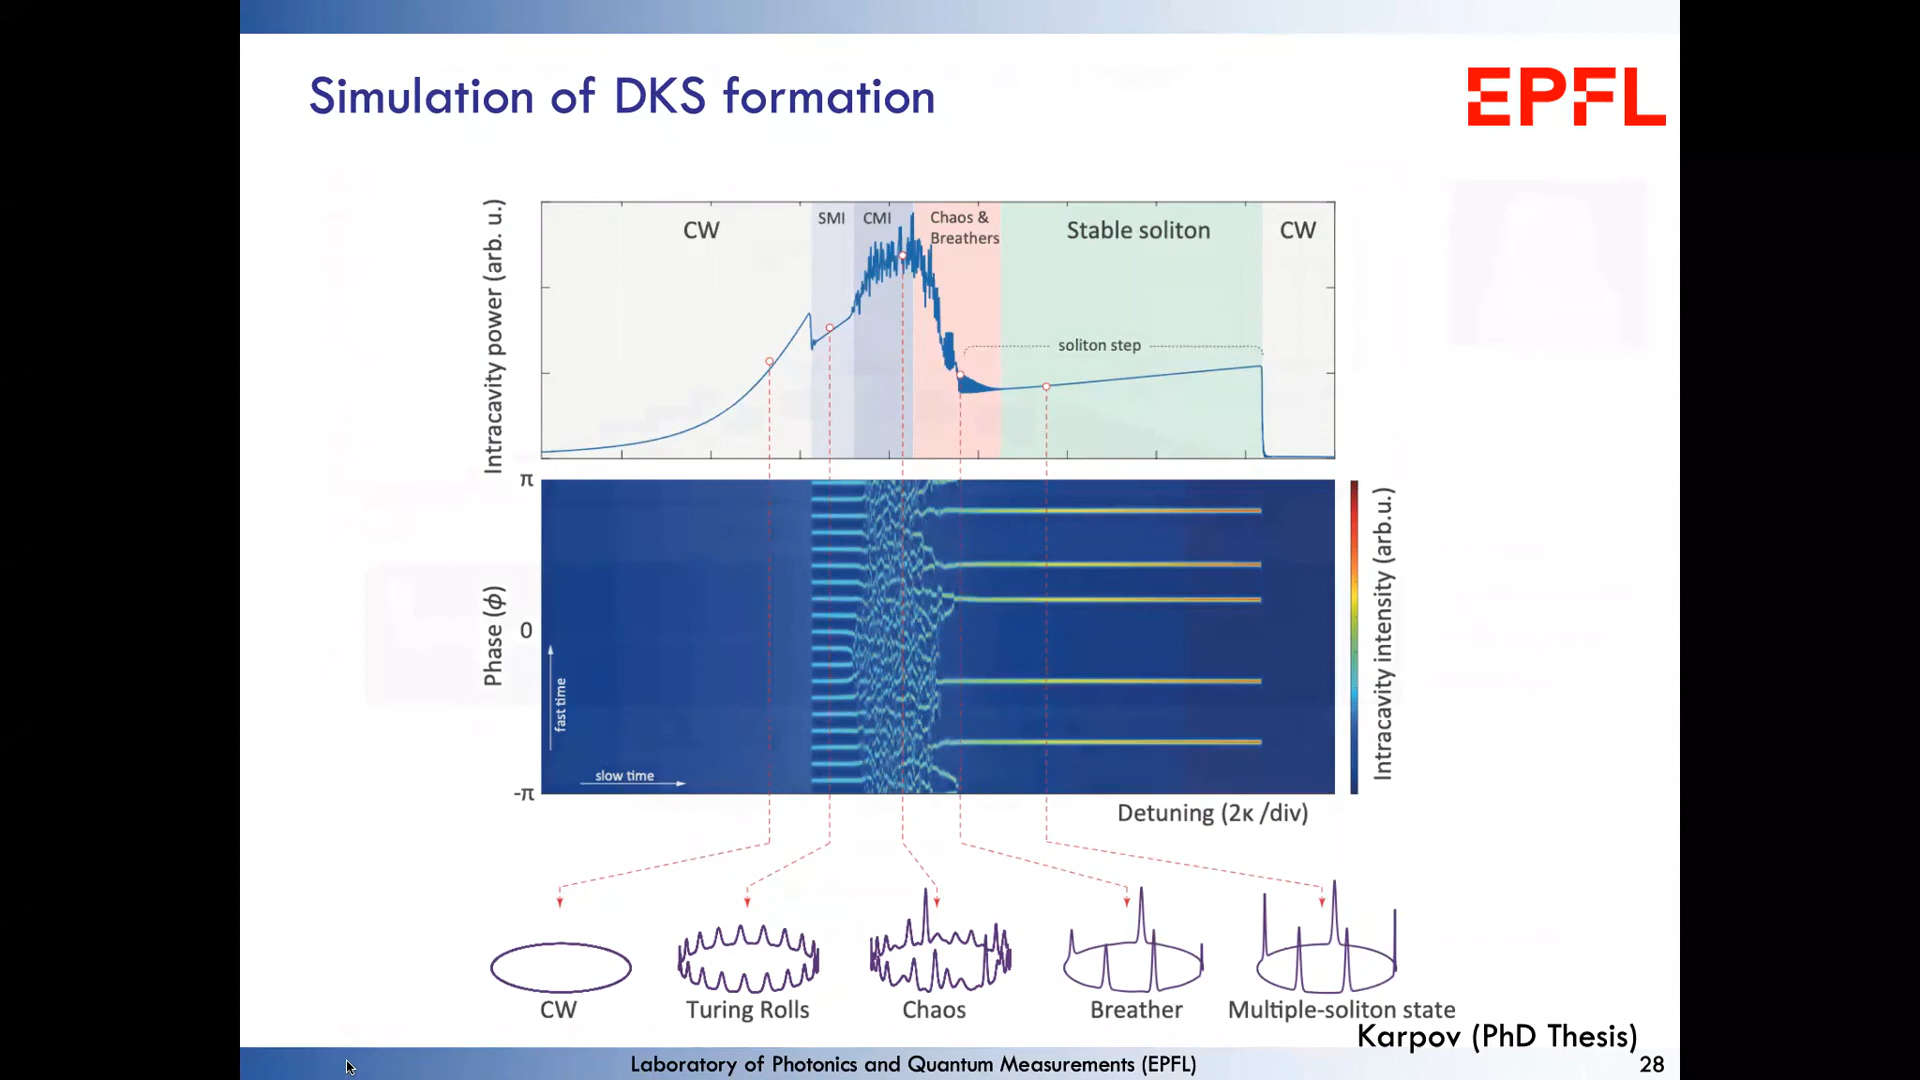 Simulation of DKS formation
EPFL
Intracavity power (arb. u.)
CW
SMI
CMI
Chaos &
Breathers
Stable soliton
CW
soliton step
π
0
-π
Phase (ϕ)
fast time
slow time
Intracavity intensity (arb.u.)
Detuning (2κ /div)
CW
Turing Rolls
Chaos
Breather
Multiple-soliton state
Karpov (PhD Thesis)
Laboratory of Photonics and Quantum Measurements (EPFL)
28